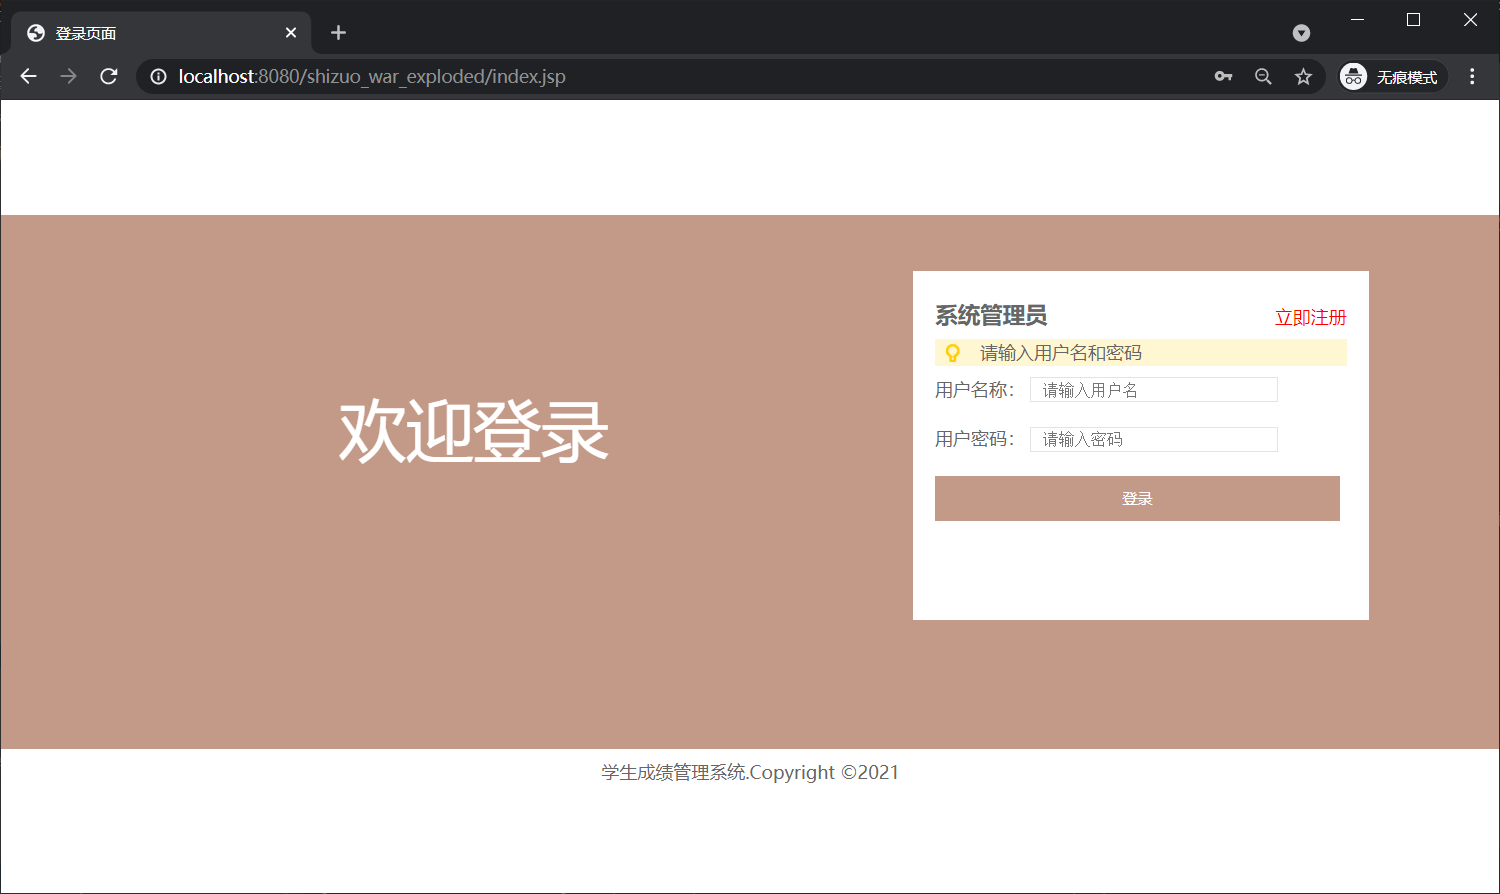 登录页面
localhost:8080/shizuo_war_exploded/index.jsp
无痕模式
系统管理员
立即注册
请输入用户名和密码
用户名称：
请输入用户名
欢迎登录
用户密码：
请输入密码
登录
学生成绩管理系统.Copyright ©2021